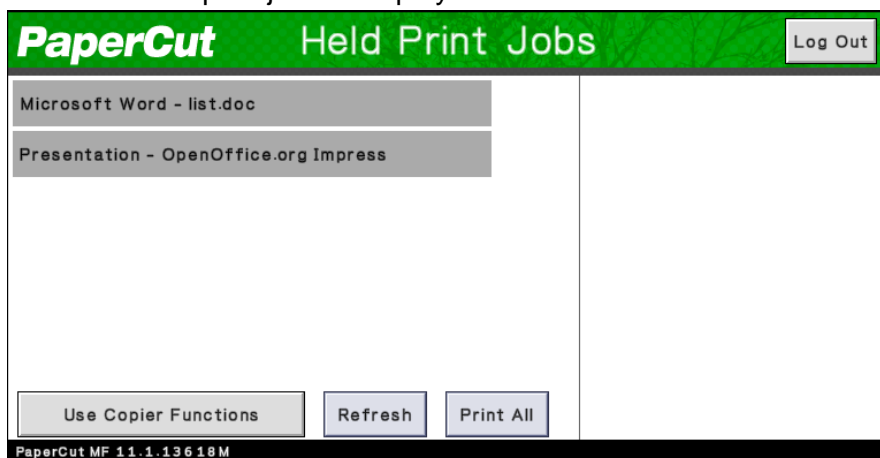 PaperCut Held Print Jobs Log Out
Microsoft Word - list.doc
Presentation - OpenOffice.org Impress
Use Copier Functions Refresh Print All
PaperCut MF 11.1.13618M